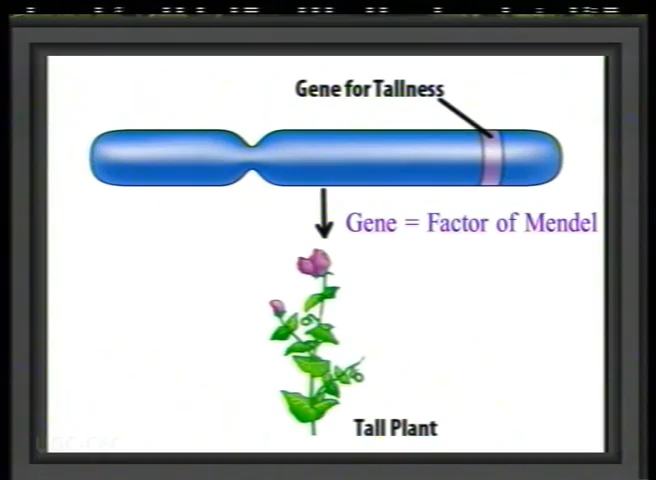 Gene for Tallness
Gene = Factor of Mendel
Tall Plant